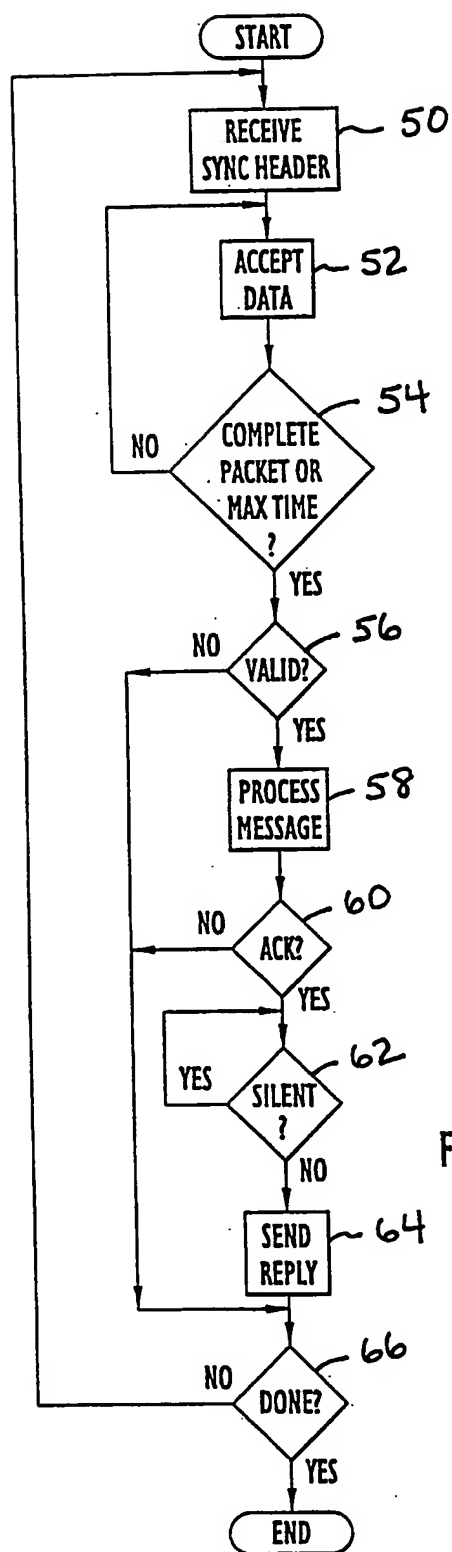 START
RECEIVE
SYNC HEADER
50
ACCEPT
DATA
52
COMPLETE
PACKET OR
MAX TIME
?
54
NO
YES
VALID?
56
NO
YES
PROCESS
MESSAGE
58
ACK?
60
NO
YES
SILENT
?
62
YES
NO
F
SEND
REPLY
64
DONE?
66
NO
YES
END